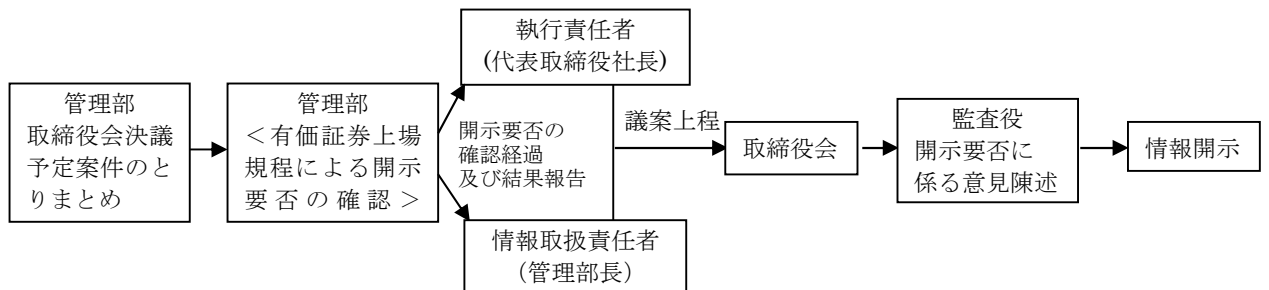 管理部
取締役会決議
予定案件のと
りまとめ
管理部
<有価証券上場
規程による開示
要否の確認>
執行責任者
(代表取締役社長)
開示要否の
確認経過
及び結果報告
情報取扱責任者
（管理部長）
議案上程
取締役会
監査役
開示要否に
係る意見陳述
情報開示